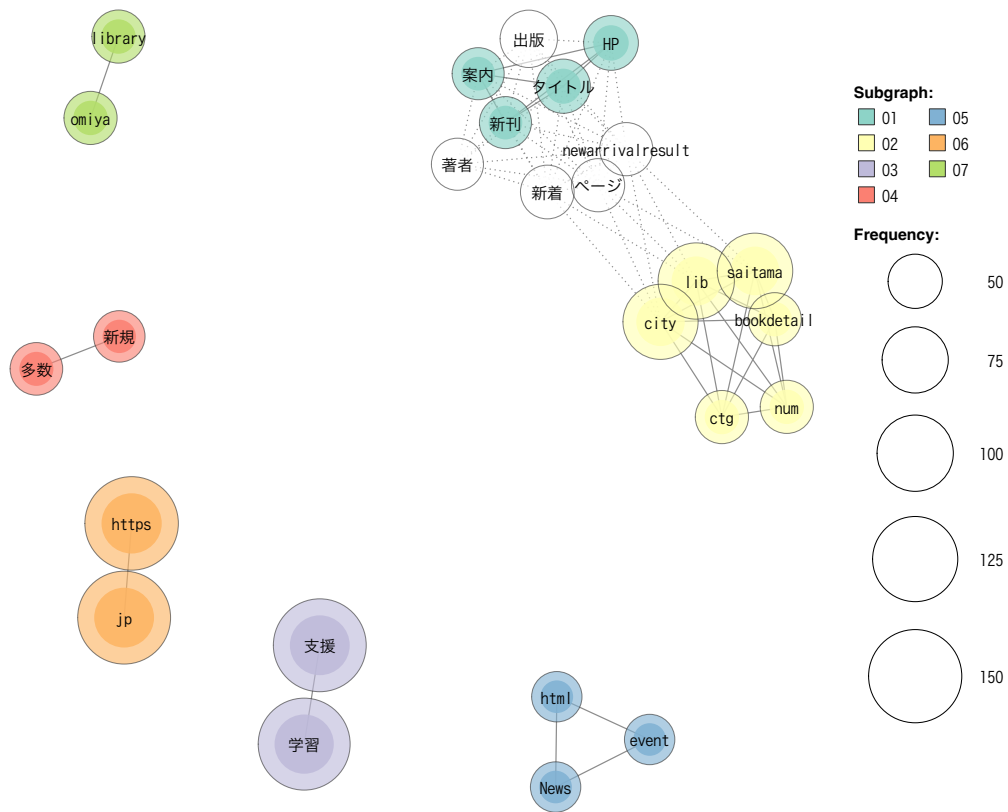 library
omiya
出版
HP
案内
タイトル
新刊
newarrivalresult
著者
新着
ページ
lib
saitama
city
bookdetail
ctg
num
新規
多数
https
jp
支援
学習
html
event
News
Subgraph:
01
05
02
06
03
07
04
Frequency:
50
75
100
125
150